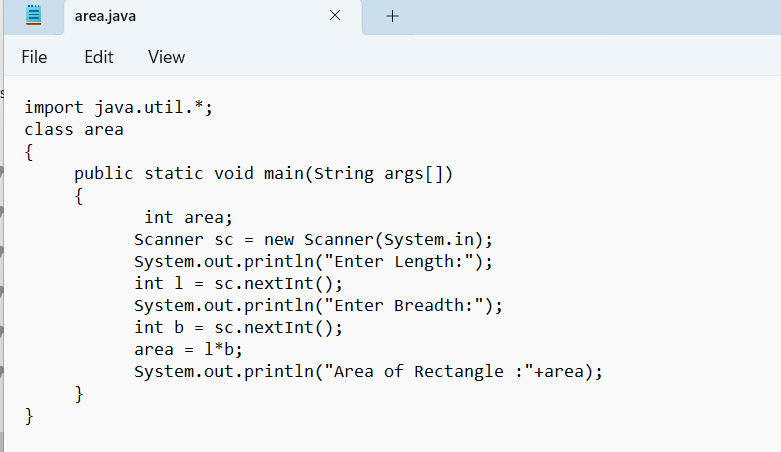 area.java
File Edit View
import java.util.*;
class area
{
public static void main(String args[])
{
int area;
Scanner sc = new Scanner(System.in);
System.out.println("Enter Length:");
int l = sc.nextInt();
System.out.println("Enter Breadth:");
int b = sc.nextInt();
area = l*b;
System.out.println("Area of Rectangle :"+area);
}
}